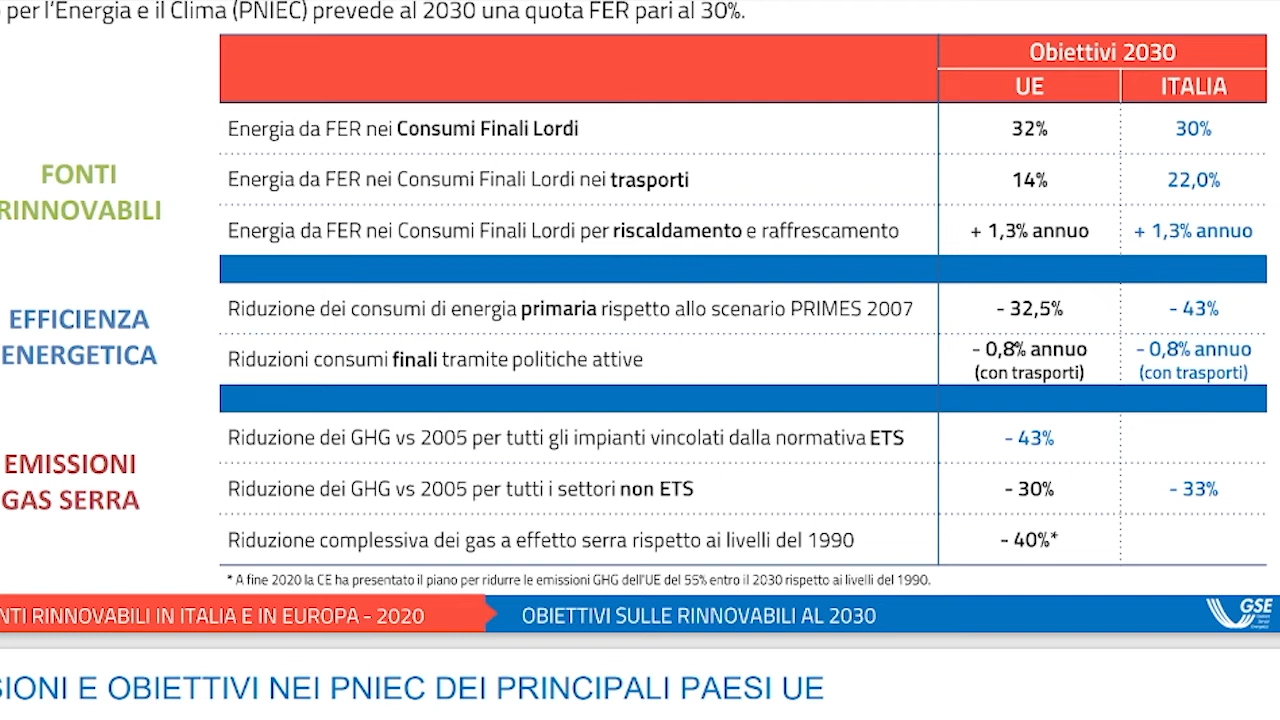 per l'Energia e il Clima (PNIEC) prevede al 2030 una quota FER pari al 30%.
Obiettivi 2030
UE ITALIA
FONTI
RINNOVABILI
Energia da FER nei Consumi Finali Lordi 32% 30%
Energia da FER nei Consumi Finali Lordi nei trasporti 14% 22,0%
Energia da FER nei Consumi Finali Lordi per riscaldamento e raffrescamento + 1,3% annuo + 1,3% annuo
EFFICIENZA
ENERGETICA
Riduzione dei consumi di energia primaria rispetto allo scenario PRIMES 2007 - 32,5% - 43%
Riduzioni consumi finali tramite politiche attive - 0,8% annuo - 0,8% annuo
(con trasporti) (con trasporti)
EMISSIONI
GAS SERRA
Riduzione dei GHG vs 2005 per tutti gli impianti vincolati dalla normativa ETS - 43%
Riduzione dei GHG vs 2005 per tutti i settori non ETS - 30% - 33%
Riduzione complessiva dei gas a effetto serra rispetto ai livelli del 1990 - 40%*
* A fine 2020 la CE ha presentato il piano per ridurre le emissioni GHG dell'UE del 55% entro il 2030 rispetto ai livelli del 1990.
NTI RINNOVABILI IN ITALIA E IN EUROPA - 2020 OBIETTIVI SULLE RINNOVABILI AL 2030 GSE
SIONI E OBIETTIVI NEI PNIEC DEI PRINCIPALI PAESI UE